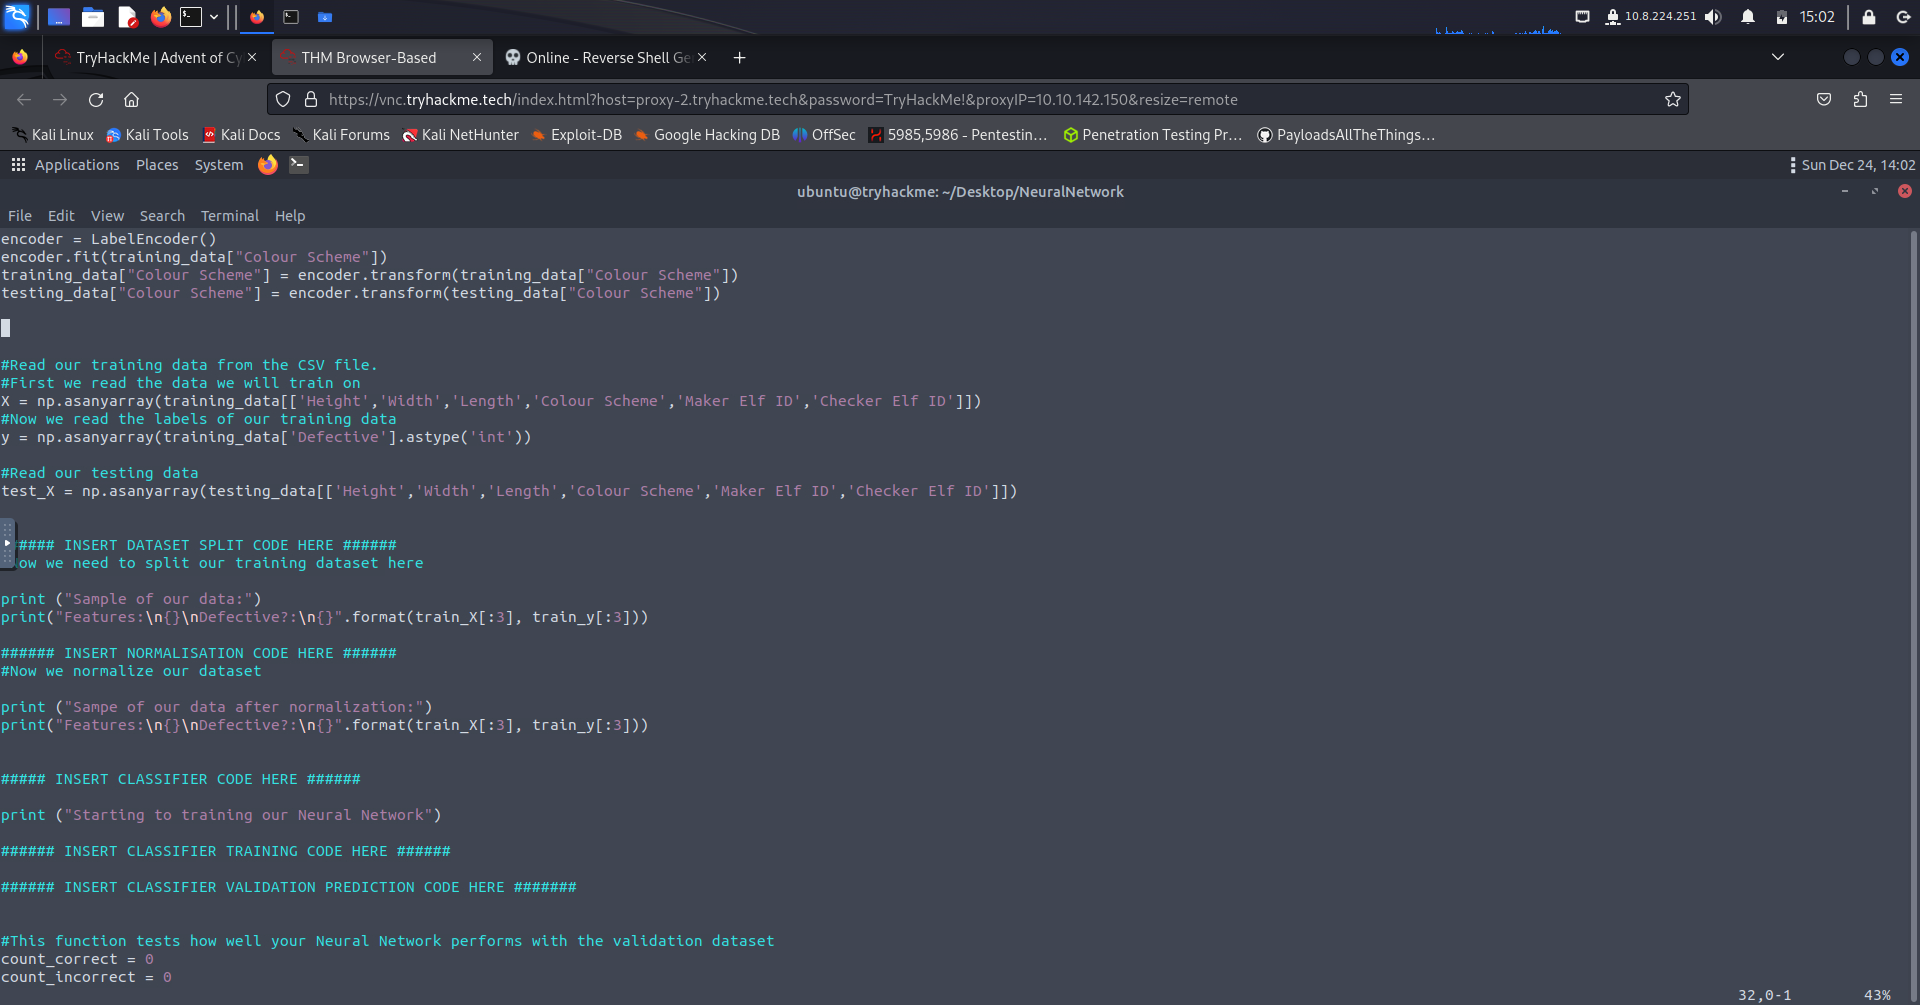 10.8.224.251
15:02
TryHackMe | Advent of Cy
THM Browser-Based
Online - Reverse Shell Ge
https://vnc.tryhackme.tech/index.html?host=proxy-2.tryhackme.tech&password=TryHackMe!&proxyIP=10.10.142.150&resize=remote
Kali Linux Kali Tools Kali Docs Kali Forums Kali NetHunter Exploit-DB Google Hacking DB OffSec 5985,5986 - Pentestin… Penetration Testing Pr… PayloadsAllTheThings…
Applications Places System Sun Dec 24, 14:02
ubuntu@tryhackme: ~/Desktop/NeuralNetwork
File Edit View Search Terminal Help
encoder = LabelEncoder()
encoder.fit(training_data["Colour Scheme"])
training_data["Colour Scheme"] = encoder.transform(training_data["Colour Scheme"])
testing_data["Colour Scheme"] = encoder.transform(testing_data["Colour Scheme"])
#Read our training data from the CSV file.
#First we read the data we will train on
X = np.asanyarray(training_data[['Height','Width','Length','Colour Scheme','Maker Elf ID','Checker Elf ID']])
#Now we read the labels of our training data
y = np.asanyarray(training_data['Defective'].astype('int'))
#Read our testing data
test_X = np.asanyarray(testing_data[['Height','Width','Length','Colour Scheme','Maker Elf ID','Checker Elf ID']])
#### INSERT DATASET SPLIT CODE HERE ######
ow we need to split our training dataset here
print ("Sample of our data:")
print("Features:\n{}\nDefective?:\n{}".format(train_X[:3], train_y[:3]))
###### INSERT NORMALISATION CODE HERE ######
#Now we normalize our dataset
print ("Sampe of our data after normalization:")
print("Features:\n{}\nDefective?:\n{}".format(train_X[:3], train_y[:3]))
##### INSERT CLASSIFIER CODE HERE ######
print ("Starting to training our Neural Network")
###### INSERT CLASSIFIER TRAINING CODE HERE ######
###### INSERT CLASSIFIER VALIDATION PREDICTION CODE HERE #######
#This function tests how well your Neural Network performs with the validation dataset
count_correct = 0
count_incorrect = 0
32,0-1 43%